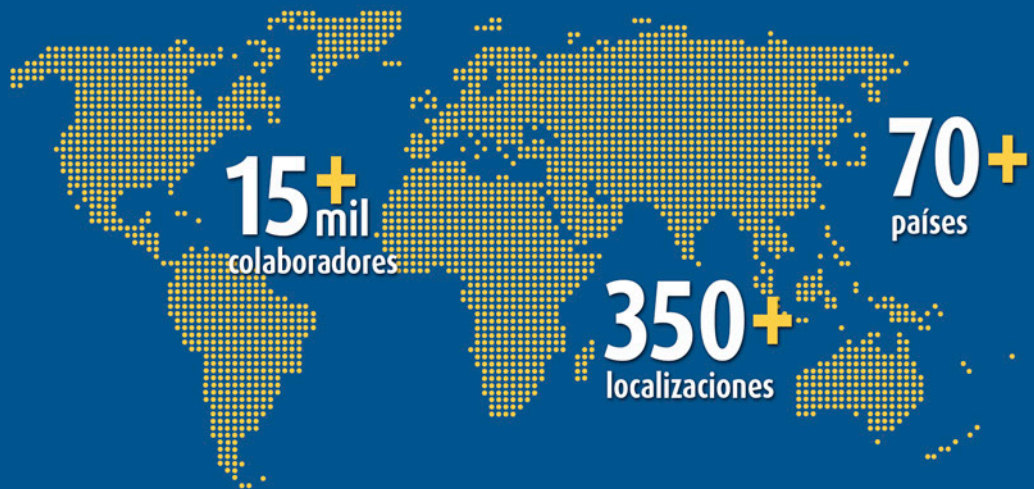 15+
mil
colaboradores
350+
localizaciones
70+
países